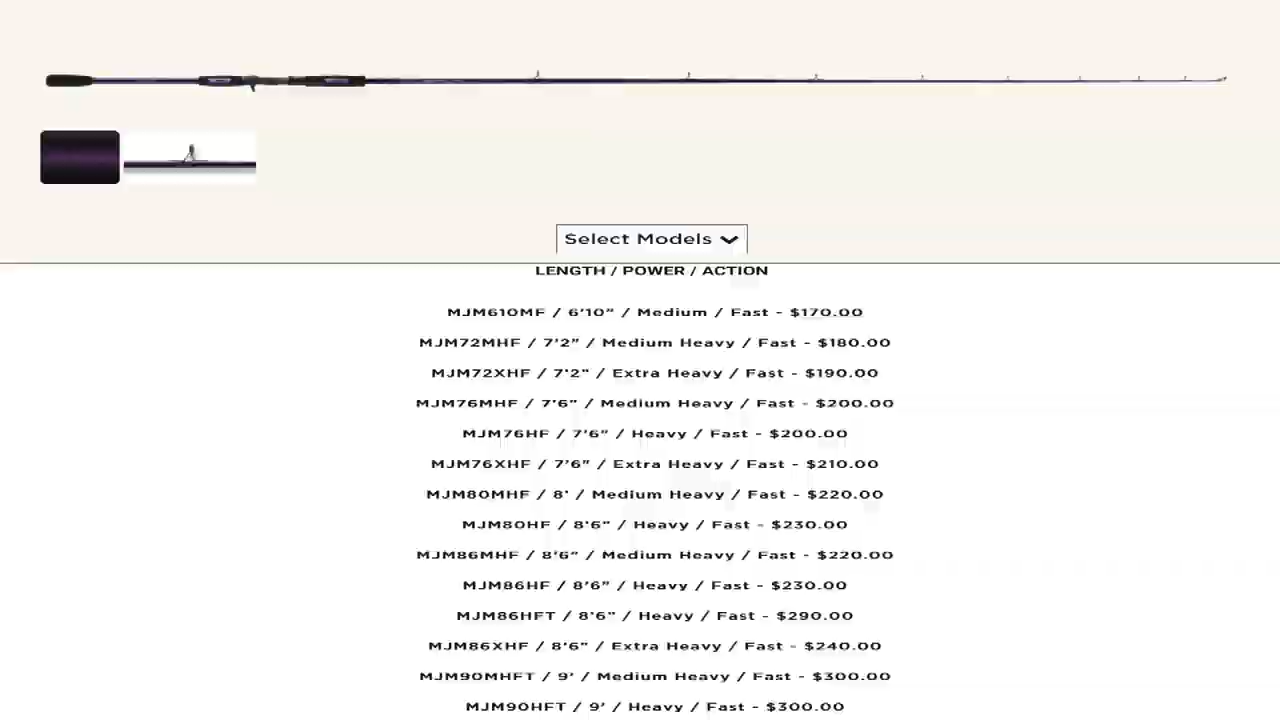 Select Models
LENGTH / POWER / ACTION
MJM610MF / 6'10" / Medium / Fast - $170.00
MJM72MHF / 7'2" / Medium Heavy / Fast - $180.00
MJM72XHF / 7'2" / Extra Heavy / Fast - $190.00
MJM76MHF / 7'6" / Medium Heavy / Fast - $200.00
MJM76HF / 7'6" / Heavy / Fast - $200.00
MJM76XHF / 7'6" / Extra Heavy / Fast - $210.00
MJM80MHF / 8' / Medium Heavy / Fast - $220.00
MJM80HF / 8'6" / Heavy / Fast - $230.00
MJM86MHF / 8'6" / Medium Heavy / Fast - $220.00
MJM86HF / 8'6" / Heavy / Fast - $230.00
MJM86HFT / 8'6" / Heavy / Fast - $290.00
MJM86XHF / 8'6" / Extra Heavy / Fast - $240.00
MJM90MHFT / 9' / Medium Heavy / Fast - $300.00
MJM90HFT / 9' / Heavy / Fast - $300.00